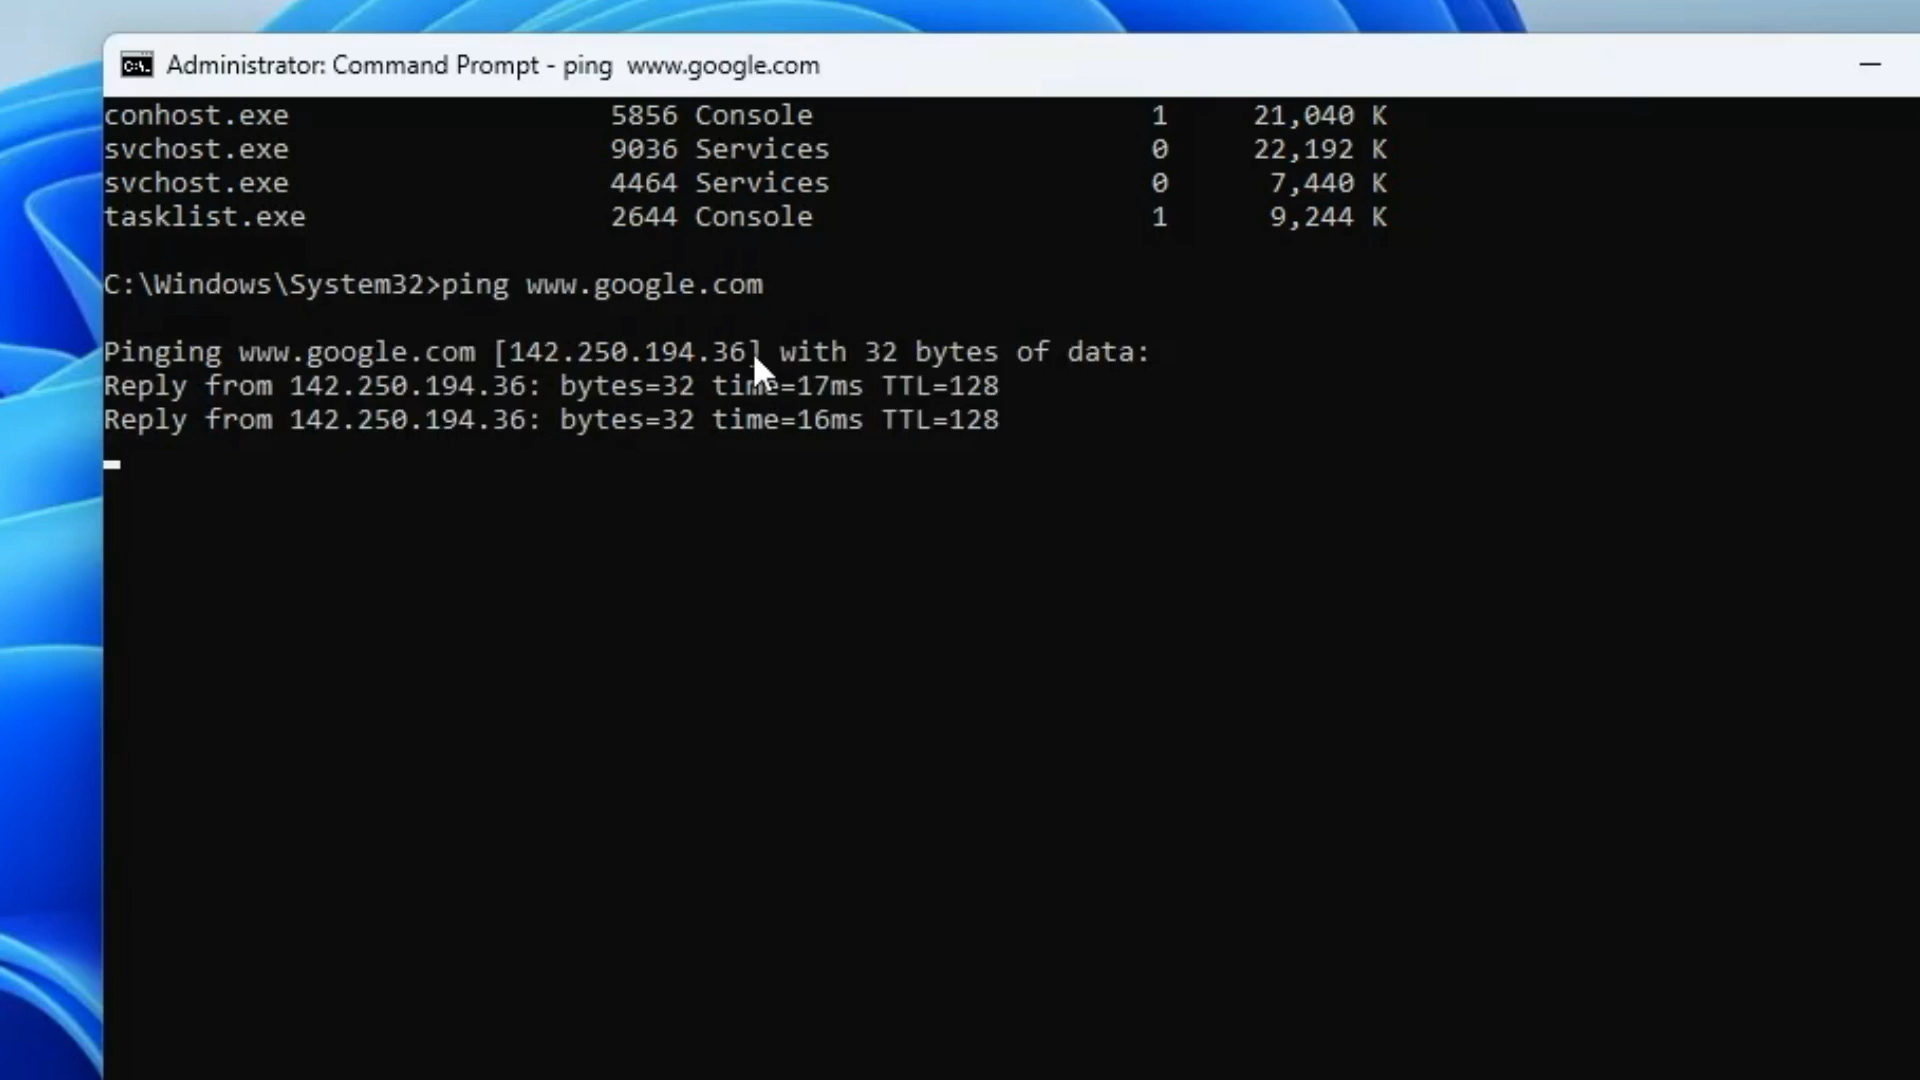 Administrator: Command Prompt - ping  www.google.com
conhost.exe                   5856 Console                    1     21,040 K
svchost.exe                   9036 Services                   0     22,192 K
svchost.exe                   4464 Services                   0      7,440 K
tasklist.exe                  2644 Console                    1      9,244 K
C:\Windows\System32>ping www.google.com
Pinging www.google.com [142.250.194.36] with 32 bytes of data:
Reply from 142.250.194.36: bytes=32 time=17ms TTL=128
Reply from 142.250.194.36: bytes=32 time=16ms TTL=128